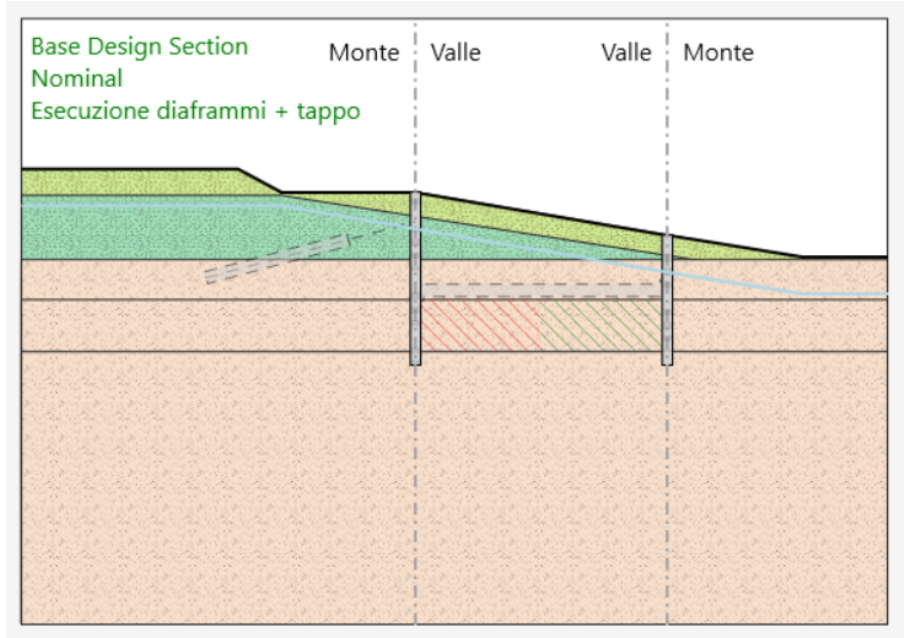 Base Design Section
Nominal
Esecuzione diaframmi + tappo
Monte Valle Valle Monte